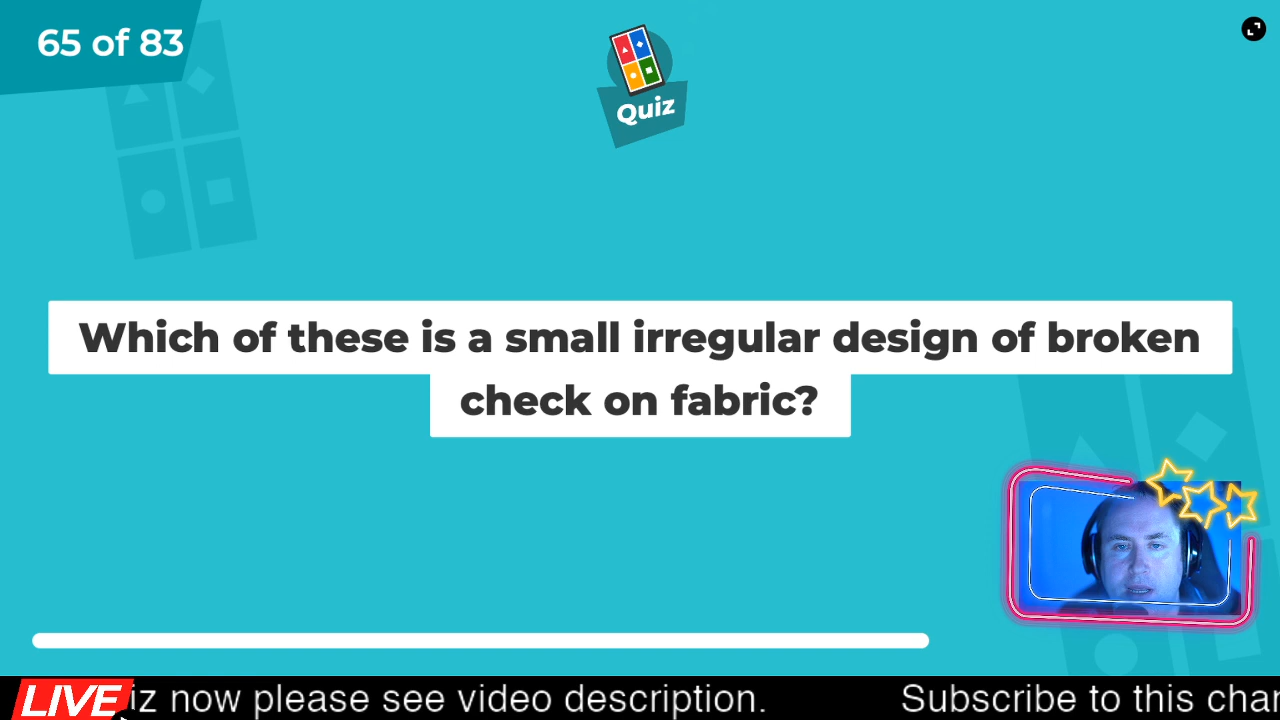 65 of 83
Quiz
Which of these is a small irregular design of broken
check on fabric?
LIVE
iz now please see video description. Subscribe to this char